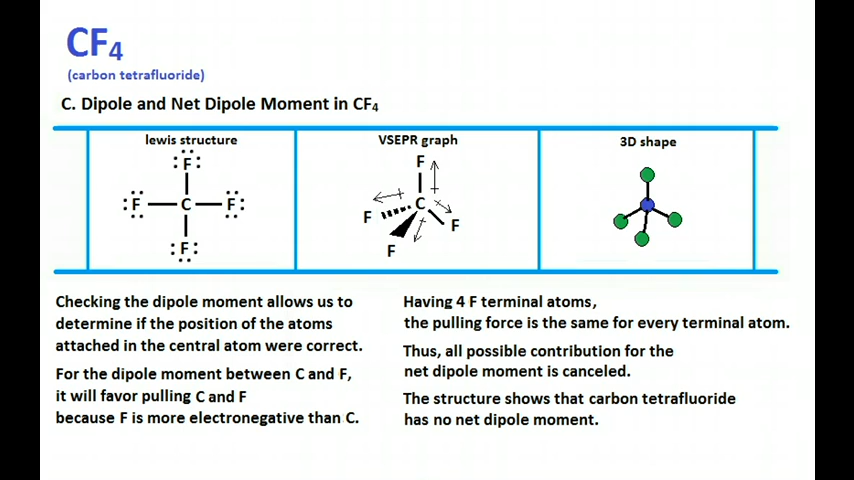 CF₄
(carbon tetrafluoride)
C. Dipole and Net Dipole Moment in CF₄
lewis structure
VSEPR graph
3D shape
F
F C F
F
F
C
F
F
F
Checking the dipole moment allows us to
determine if the position of the atoms
attached in the central atom were correct.
For the dipole moment between C and F,
it will favor pulling C and F
because F is more electronegative than C.
Having 4 F terminal atoms,
the pulling force is the same for every terminal atom.
Thus, all possible contribution for the
net dipole moment is canceled.
The structure shows that carbon tetrafluoride
has no net dipole moment.